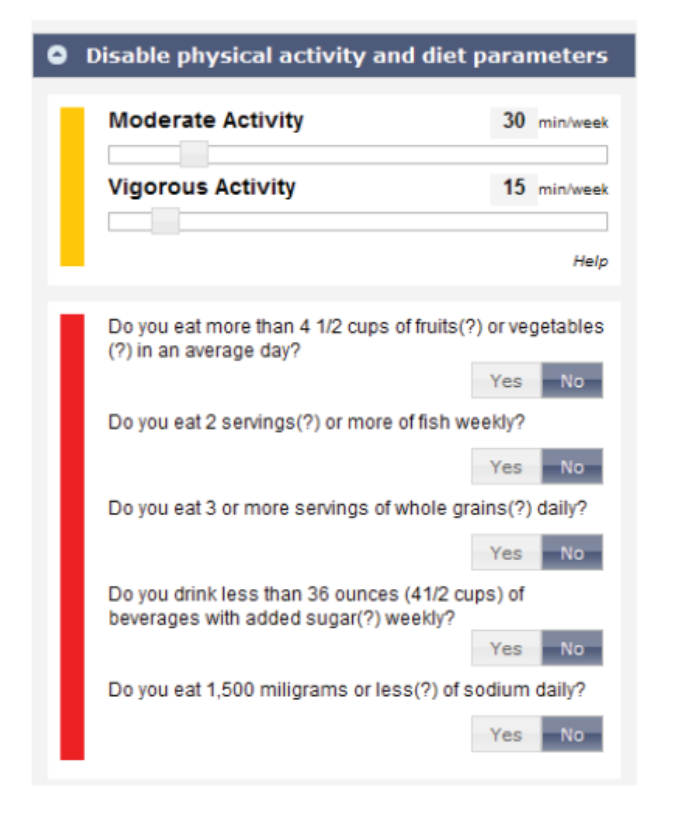 Disable physical activity and diet parameters
Moderate Activity 30 min/week
Vigorous Activity 15 min/week
Help
Do you eat more than 4 1/2 cups of fruits(?) or vegetables
(?) in an average day?
Yes No
Do you eat 2 servings(?) or more of fish weekly?
Yes No
Do you eat 3 or more servings of whole grains(?) daily?
Yes No
Do you drink less than 36 ounces (41/2 cups) of
beverages with added sugar(?) weekly?
Yes No
Do you eat 1,500 miligrams or less(?) of sodium daily?
Yes No